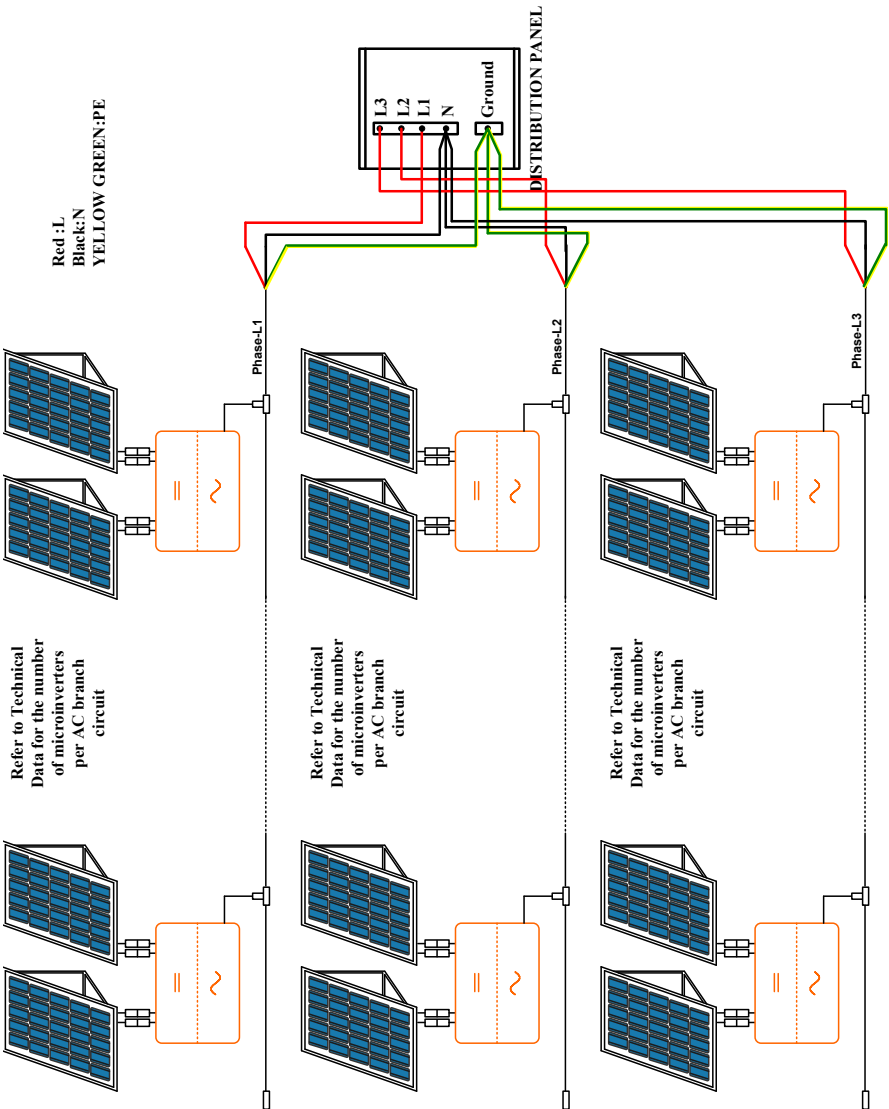 Red :L
Black:N
YELLOW GREEN:PE
L3
L2
L1
N
Ground
DISTRIBUTION PANEL
Phase-L1
Phase-L2
Phase-L3
Refer to Technical
Data for the number
of microinverters
per AC branch
circuit
Refer to Technical
Data for the number
of microinverters
per AC branch
circuit
Refer to Technical
Data for the number
of microinverters
per AC branch
circuit